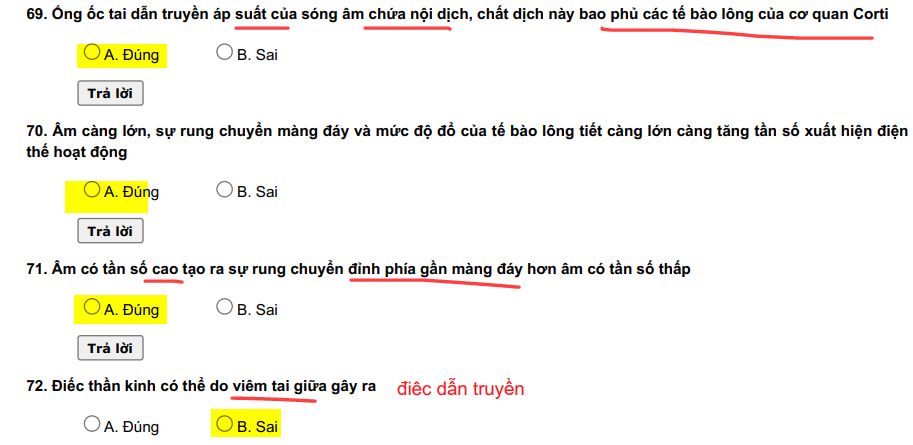 69. Ống ốc tai dẫn truyền áp suất của sóng âm chứa nội dịch, chất dịch này bao phủ các tế bào lông của cơ quan Corti
A. Đúng B. Sai
Trả lời
70. Âm càng lớn, sự rung chuyển màng đáy và mức độ đổ của tế bào lông tiết càng lớn càng tăng tần số xuất hiện điện
thế hoạt động
A. Đúng B. Sai
Trả lời
71. Âm có tần số cao tạo ra sự rung chuyển đỉnh phía gần màng đáy hơn âm có tần số thấp
A. Đúng B. Sai
Trả lời
72. Điếc thần kinh có thể do viêm tai giữa gây ra điêc dẫn truyền
A. Đúng B. Sai